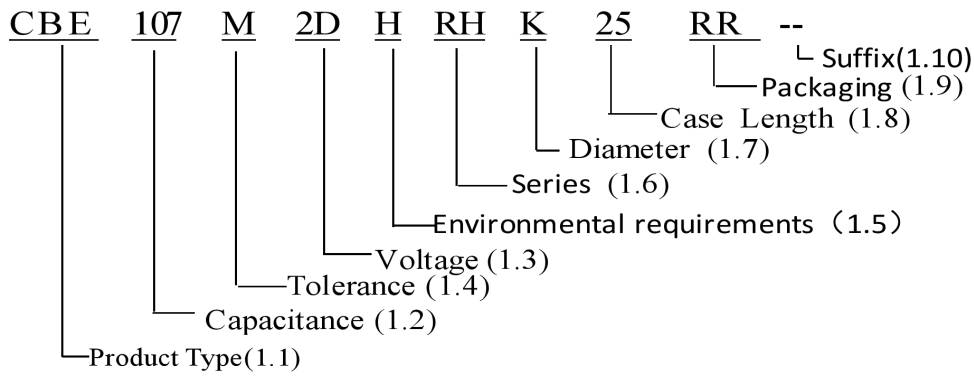 CBE 107 M 2D H RH K 25 RR --
Suffix(1.10)
Packaging (1.9)
Case Length (1.8)
Diameter (1.7)
Series (1.6)
Environmental requirements（1.5）
Voltage (1.3)
Tolerance (1.4)
Capacitance (1.2)
Product Type(1.1)